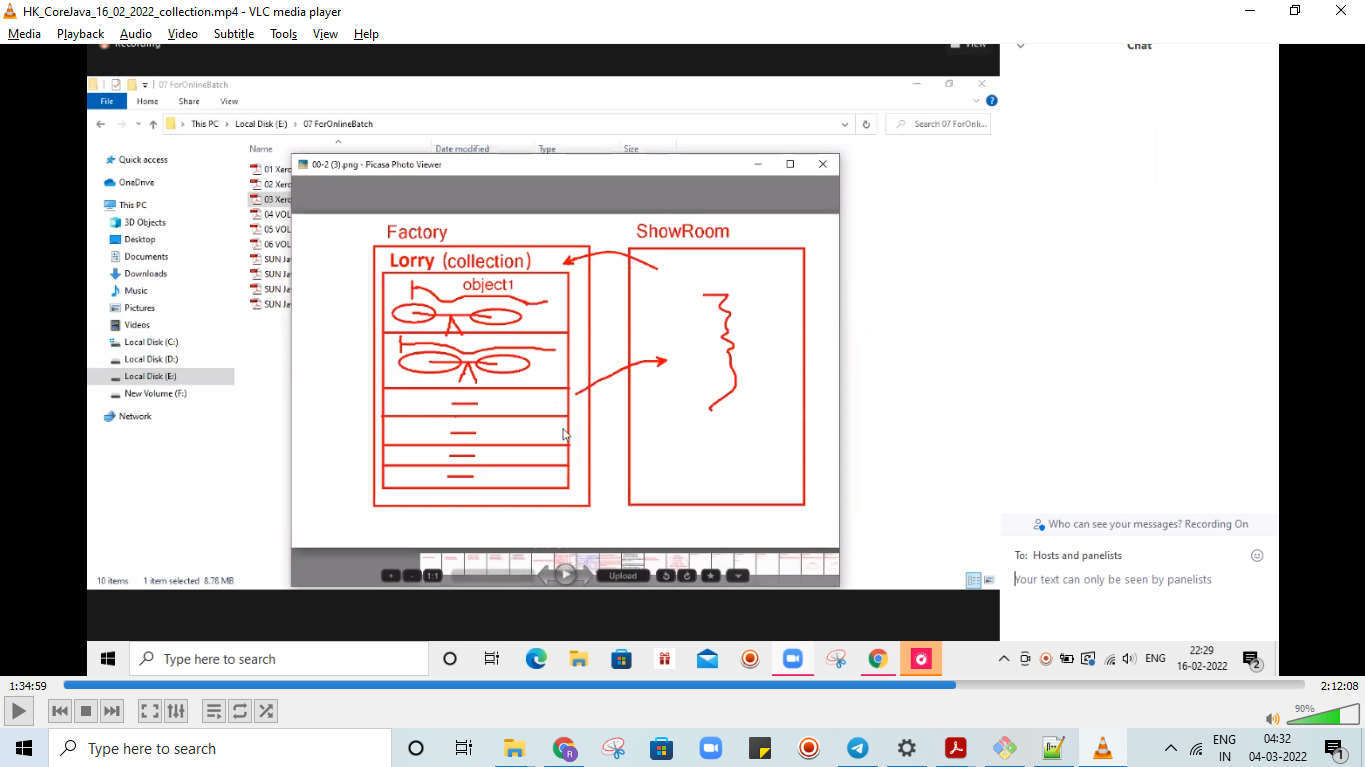 HK_CoreJava_16_02_2022_collection.mp4 - VLC media player
Media Playback Audio Video Subtitle Tools View Help
Recording
View
Chat
07 ForOnlineBatch
File Home Share View
This PC Local Disk (E:) 07 ForOnlineBatch
Search 07 ForOnli...
Name Date modified Type Size
Quick access
OneDrive
This PC
3D Objects
Desktop
Documents
Downloads
Music
Pictures
Videos
Local Disk (C:)
Local Disk (D:)
Local Disk (E:)
New Volume (F:)
Network
01 Xerc
02 Xerc
03 Xerc
04 VOL
05 VOL
06 VOL
SUN Ja
SUN Ja
SUN Ja
SUN Ja
00-2 (3).png - Picasa Photo Viewer
Factory
ShowRoom
Lorry (collection)
object1
1:1
Upload
10 items 1 item selected 8.78 MB
Who can see your messages? Recording On
To: Hosts and panelists
Your text can only be seen by panelists
Type here to search
ENG
22:29
16-02-2022
2
1:34:59
2:12:08
90%
Type here to search
ENG
IN
04:32
04-03-2022
1